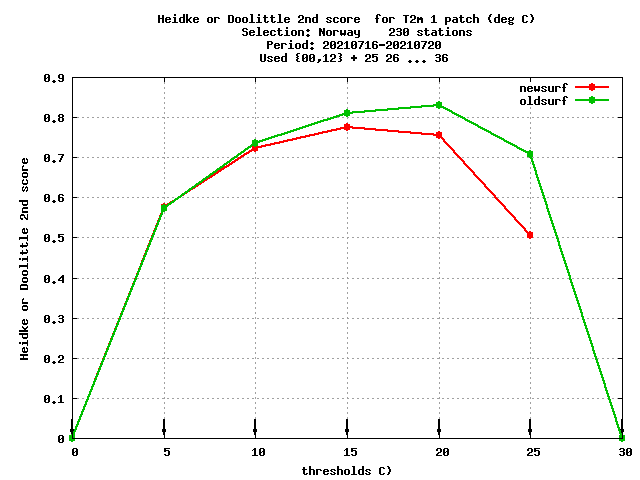 Heidke or Doolittle 2nd score  for T2m 1 patch (deg C)
Selection: Norway    230 stations
Period: 20210716-20210720
Used {00,12} + 25 26 ... 36
newsurf
oldsurf
Heidke or Doolittle 2nd score
0.9
0.8
0.7
0.6
0.5
0.4
0.3
0.2
0.1
0
0 5 10 15 20 25 30
thresholds C)